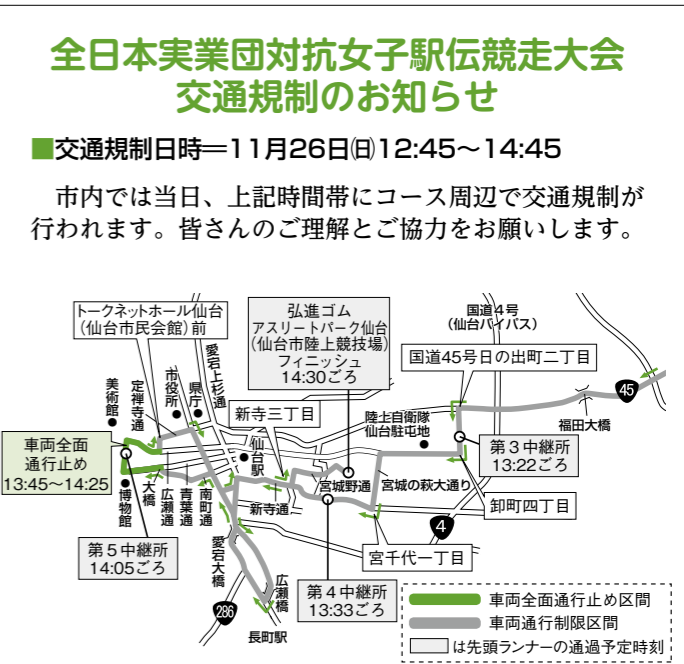 全日本実業団対抗女子駅伝競走大会
交通規制のお知らせ
■交通規制日時＝11月26日㈰12:45〜14:45
　市内では当日、上記時間帯にコース周辺で交通規制が
行われます。皆さんのご理解とご協力をお願いします。
トークネットホール仙台
(仙台市民会館)前
弘進ゴム
アスリートパーク仙台
(仙台市陸上競技場)
フィニッシュ
14:30ごろ
国道４号
(仙台バイパス)
国道45号日の出町二丁目
美術館
定禅寺通
市役所
県庁
愛宕上杉通
新寺三丁目
陸上自衛隊
仙台駐屯地
45
福田大橋
車両全面
通行止め
13:45〜14:25
仙台駅
第３中継所
13:22ごろ
博物館
大橋
広瀬通
青葉通
南町通
新寺通
宮城野通
宮城の萩大通り
卸町四丁目
4
第５中継所
14:05ごろ
愛宕大橋
宮千代一丁目
広瀬橋
第４中継所
13:33ごろ
286
長町駅
車両全面通行止め区間
車両通行制限区間
は先頭ランナーの通過予定時刻